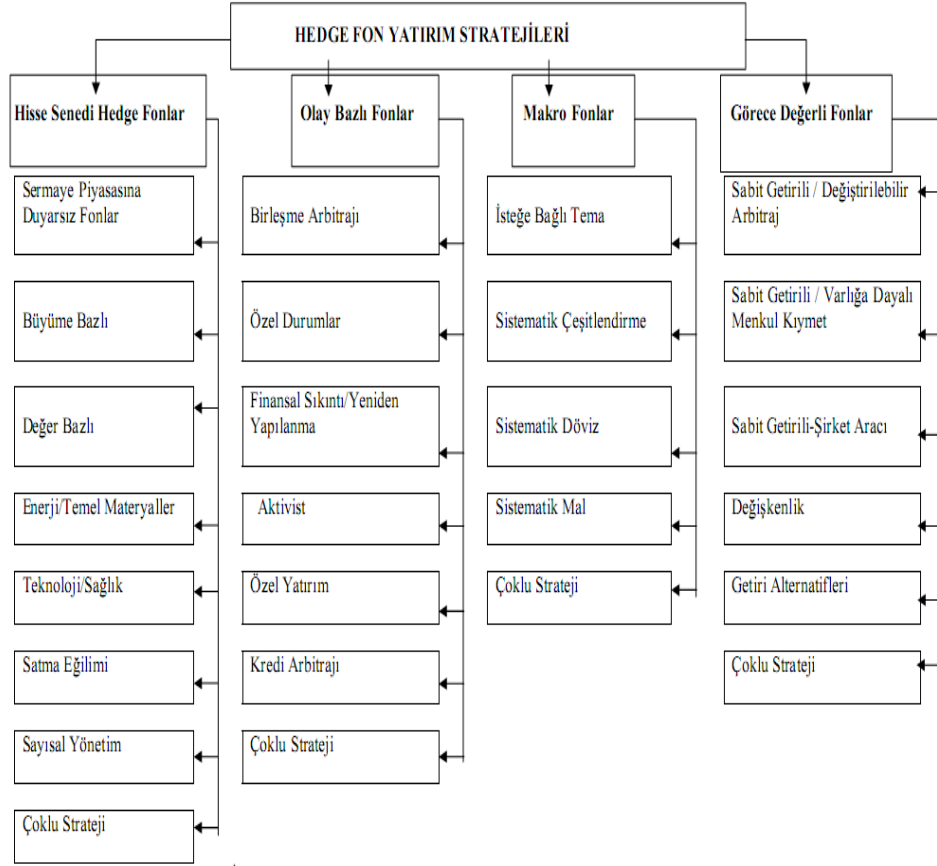 HEDGE FON YATIRIM STRATEJİLERİ
Hisse Senedi Hedge Fonlar
Sermaye Piyasasına
Duyarsız Fonlar
Büyüme Bazlı
Değer Bazlı
Enerji/Temel Materyaller
Teknoloji/Sağlık
Satma Eğilimi
Sayısal Yönetim
Çoklu Strateji
Olay Bazlı Fonlar
Birleşme Arbitrajı
Özel Durumlar
Finansal Sıkıntı/Yeniden
Yapılanma
Aktivist
Özel Yatırım
Kredi Arbitrajı
Çoklu Strateji
Makro Fonlar
İsteğe Bağlı Tema
Sistematik Çeşitlendirme
Sistematik Döviz
Sistematik Mal
Çoklu Strateji
Görece Değerli Fonlar
Sabit Getirili / Değiştirilebilir
Arbitraj
Sabit Getirili / Varlığa Dayalı
Menkul Kıymet
Sabit Getirili-Şirket Aracı
Değişkenlik
Getiri Alternatifleri
Çoklu Strateji